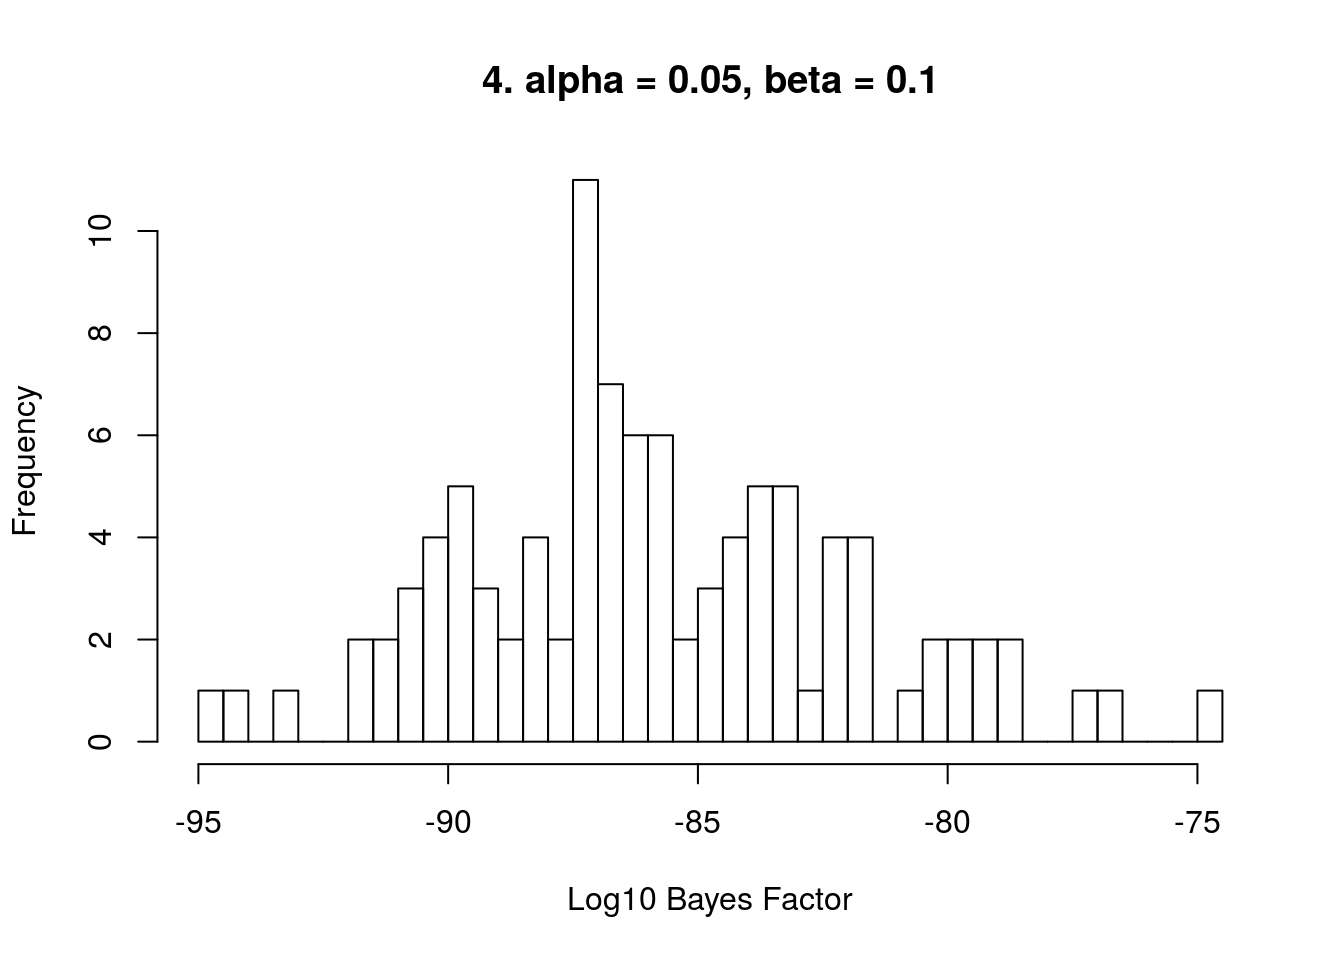 4. alpha = 0.05, beta = 0.1
Frequency
10
8
6
4
2
0
-95 -90 -85 -80 -75
Log10 Bayes Factor